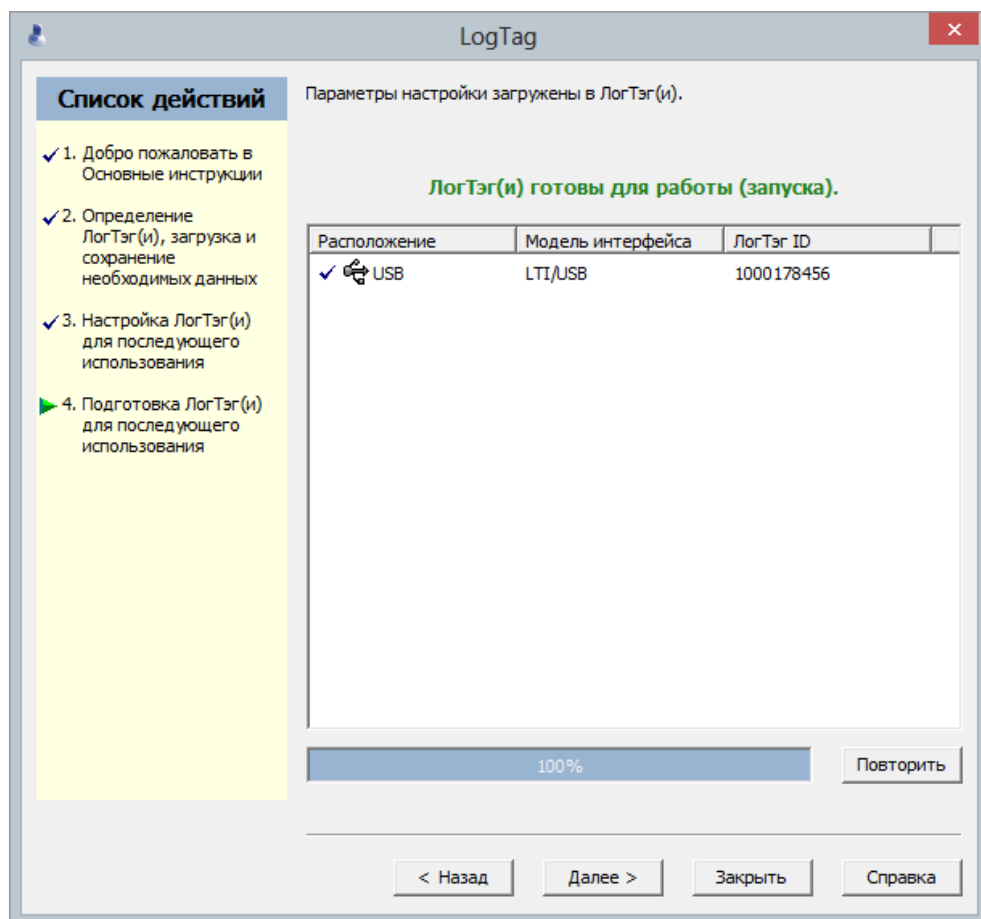 LogTag
Список действий
1. Добро пожаловать в
Основные инструкции
2. Определение
ЛогТэг(и), загрузка и
сохранение
необходимых данных
3. Настройка ЛогТэг(и)
для последующего
использования
4. Подготовка ЛогТэг(и)
для последующего
использования
Параметры настройки загружены в ЛогТэг(и).
ЛогТэг(и) готовы для работы (запуска).
Расположение Модель интерфейса ЛогТэг ID
USB LTI/USB 1000178456
100% Повторить
< Назад Далее > Закрыть Справка